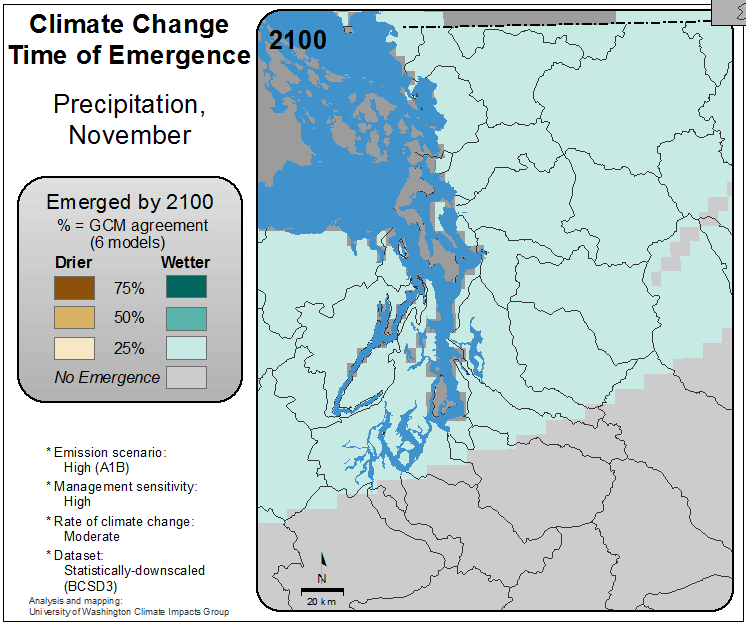 Climate Change
Time of Emergence
Precipitation,
November
Emerged by 2100
% = GCM agreement
(6 models)
Drier Wetter
75%
50%
25%
No Emergence
* Emission scenario:
High (A1B)
* Management sensitivity:
High
* Rate of climate change:
Moderate
* Dataset:
Statistically-downscaled
(BCSD3)
Analysis and mapping:
University of Washington Climate Impacts Group
2100
N
20 km